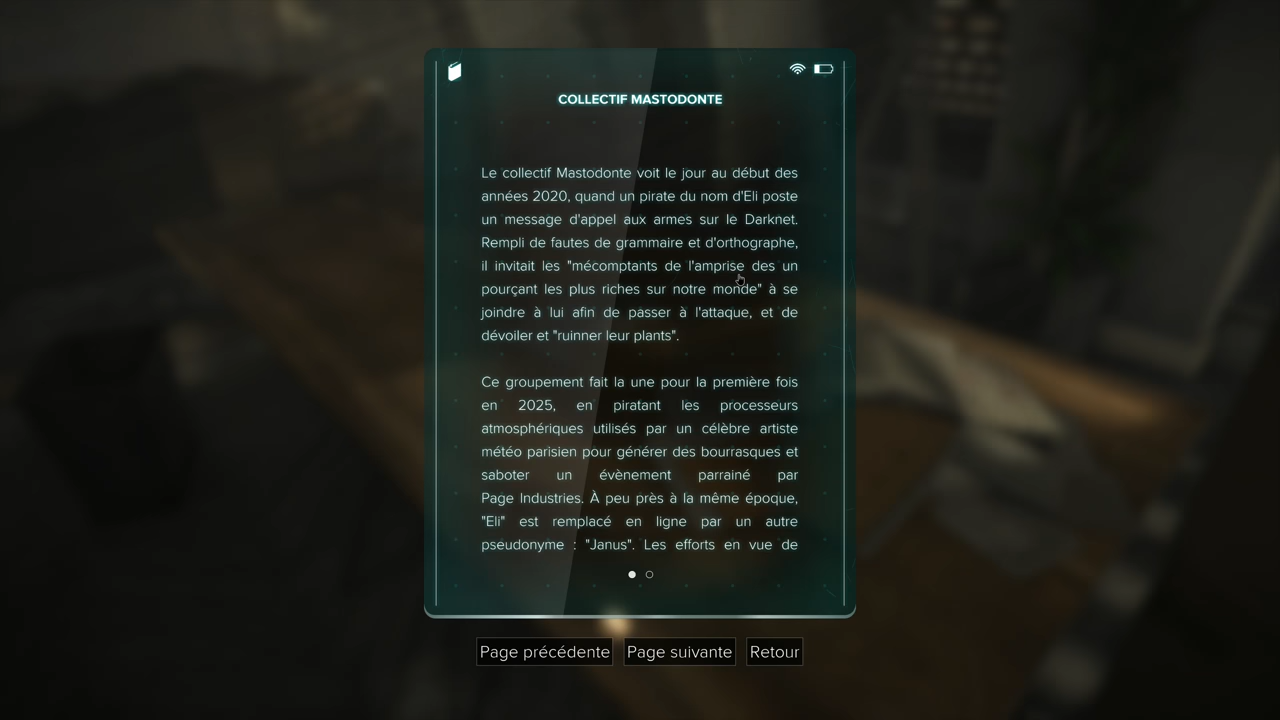 COLLECTIF MASTODONTE
Le collectif Mastodonte voit le jour au début des
années 2020, quand un pirate du nom d'Eli poste
un message d'appel aux armes sur le Darknet.
Rempli de fautes de grammaire et d'orthographe,
il invitait les "mécomptants de l'amprise des un
pourçant les plus riches sur notre monde" à se
joindre à lui afin de passer à l'attaque, et de
dévoiler et "ruinner leur plants".
Ce groupement fait la une pour la première fois
en 2025, en piratant les processeurs
atmosphériques utilisés par un célèbre artiste
météo parisien pour générer des bourrasques et
saboter un évènement parrainé par
Page Industries. À peu près à la même époque,
"Eli" est remplacé en ligne par un autre
pseudonyme : "Janus". Les efforts en vue de
Page précédente Page suivante Retour